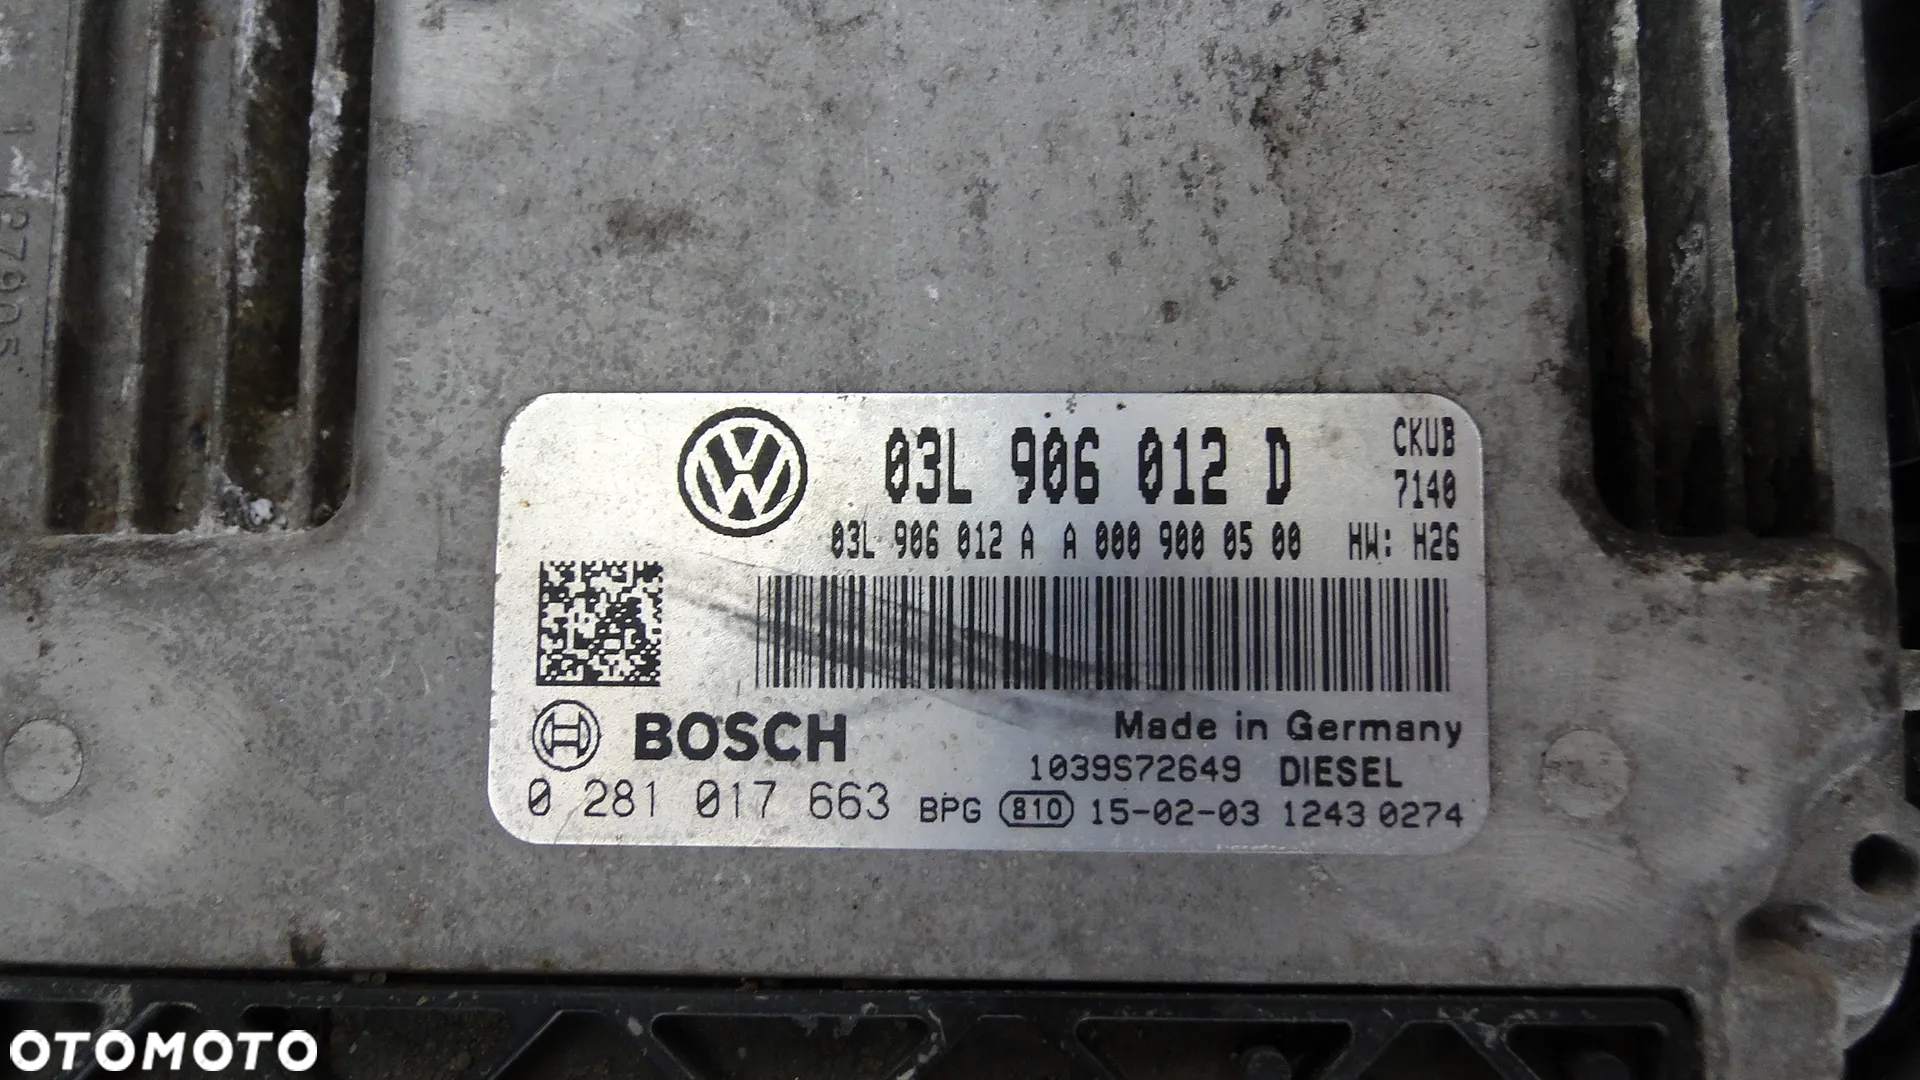 03L 906 012 D
CKUB
7140
03L 906 012 A A 000 900 05 00 HW: H26
BOSCH
Made in Germany
1039S72649 DIESEL
0 281 017 663 BPG 810 15-02-03 1243 0274
OTOMOTO